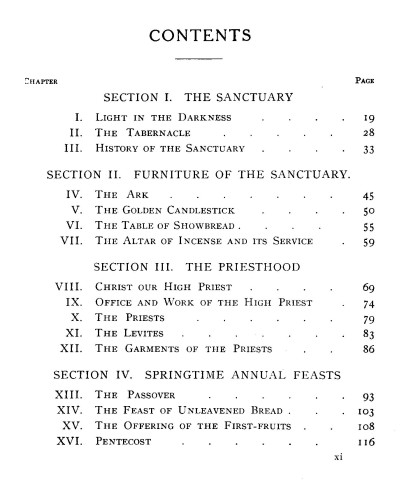 CONTENTS
CHAPTER PAGE
SECTION I. THE SANCTUARY
I. LIGHT IN THE DARKNESS . . . . 19
II. THE TABERNACLE . . . . . 28
III. HISTORY OF THE SANCTUARY . . . . 33
SECTION II. FURNITURE OF THE SANCTUARY.
IV. THE ARK . . . . . . . 45
V. THE GOLDEN CANDLESTICK . . . . 50
VI. THE TABLE OF SHOWBREAD . . . . 55
VII. THE ALTAR OF INCENSE AND ITS SERVICE . 59
SECTION III. THE PRIESTHOOD
VIII. CHRIST OUR HIGH PRIEST . . . . 69
IX. OFFICE AND WORK OF THE HIGH PRIEST . 74
X. THE PRIESTS . . . . . . 79
XI. THE LEVITES . . . . . . 83
XII. THE GARMENTS OF THE PRIESTS . . . 86
SECTION IV. SPRINGTIME ANNUAL FEASTS
XIII. THE PASSOVER . . . . . . 93
XIV. THE FEAST OF UNLEAVENED BREAD . . . 103
XV. THE OFFERING OF THE FIRST-FRUITS . . 108
XVI. PENTECOST . . . . . . 116
xi